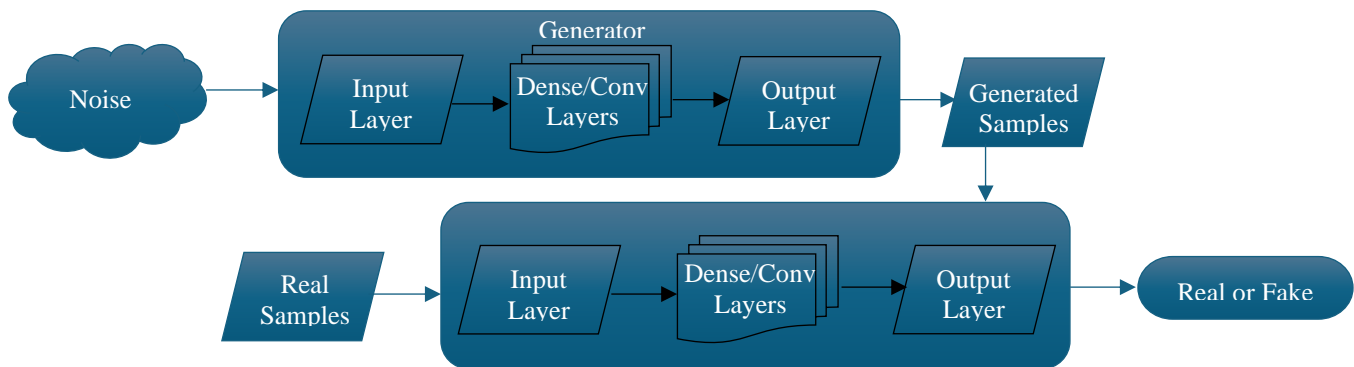 Generator
Noise
Input
Layer
Dense/Conv
Layers
Output
Layer
Generated
Samples
Real
Samples
Input
Layer
Dense/Conv
Layers
Output
Layer
Real or Fake